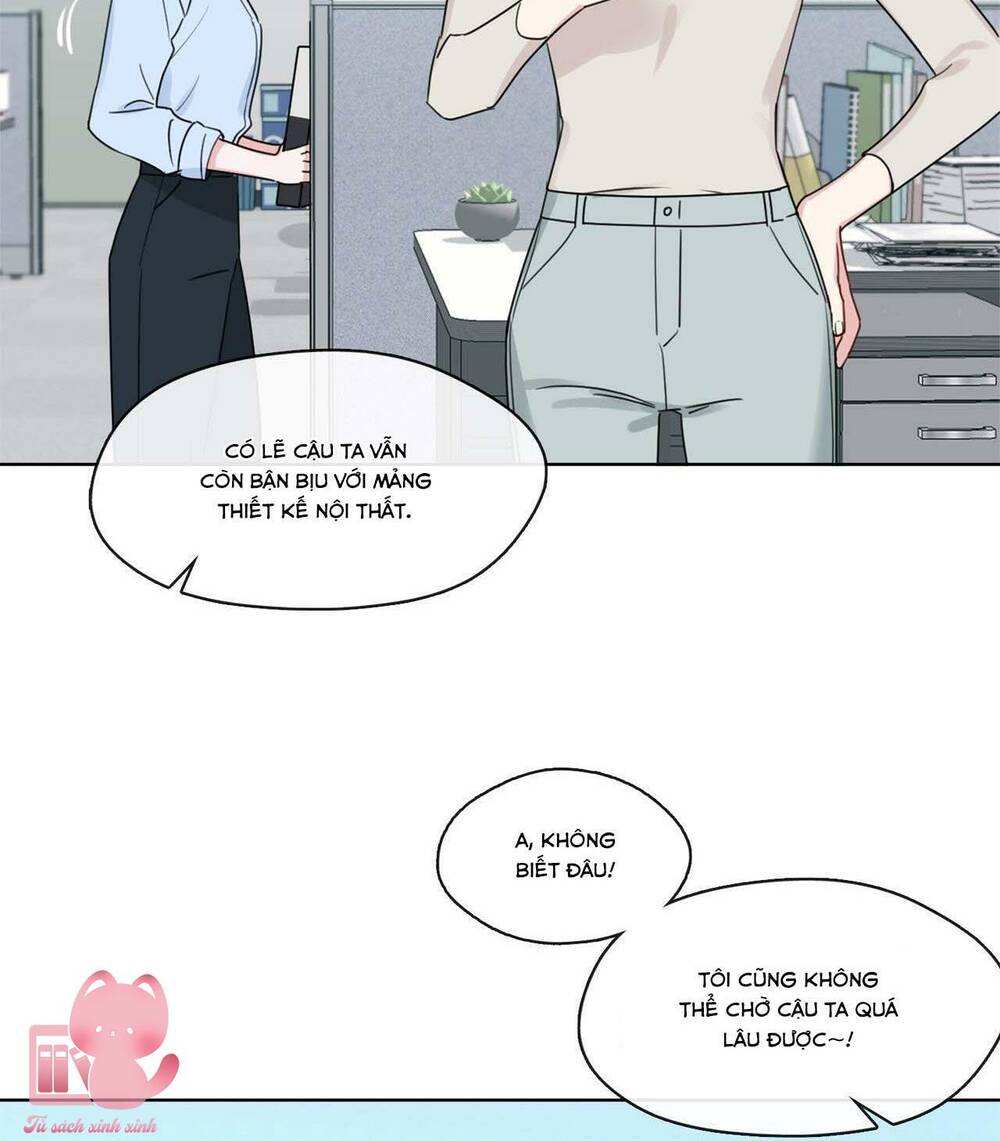 CÓ LẼ CẬU TA VẪN
CÒN BẬN BỊU VỚI MẢNG
THIẾT KẾ NỘI THẤT.
A, KHÔNG
BIẾT ĐÂU!
TÔI CŨNG KHÔNG
THỂ CHỜ CẬU TA QUÁ
LÂU ĐƯỢC~!
Tủ sách xinh xinh